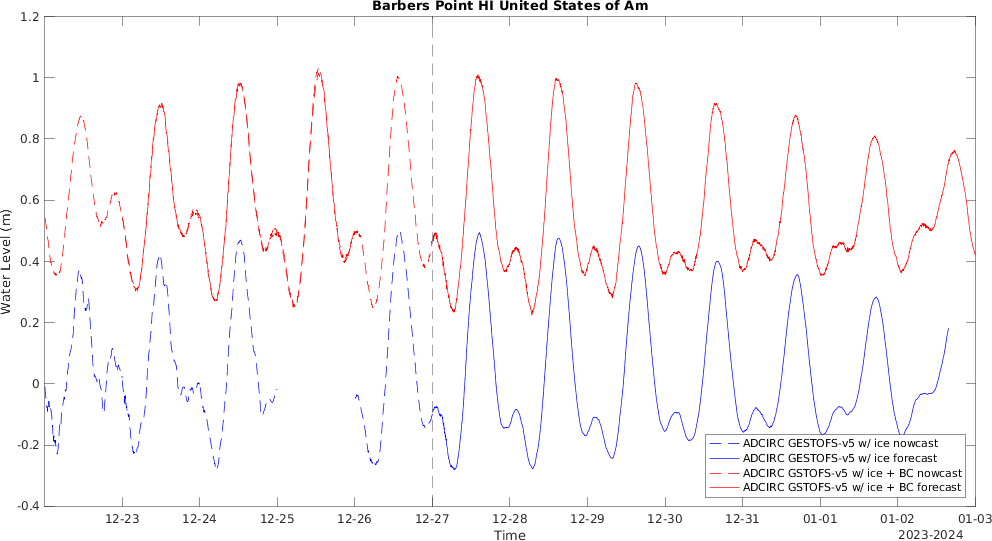 Barbers Point HI United States of Am
Water Level (m)
1.2
1
0.8
0.6
0.4
0.2
0
-0.2
-0.4
ADCIRC GESTOFS-v5 w/ ice nowcast
ADCIRC GESTOFS-v5 w/ ice forecast
ADCIRC GSTOFS-v5 w/ ice + BC nowcast
ADCIRC GSTOFS-v5 w/ ice + BC forecast
12-23 12-24 12-25 12-26 12-27 12-28 12-29 12-30 12-31 01-01 01-02 01-03
Time
2023-2024